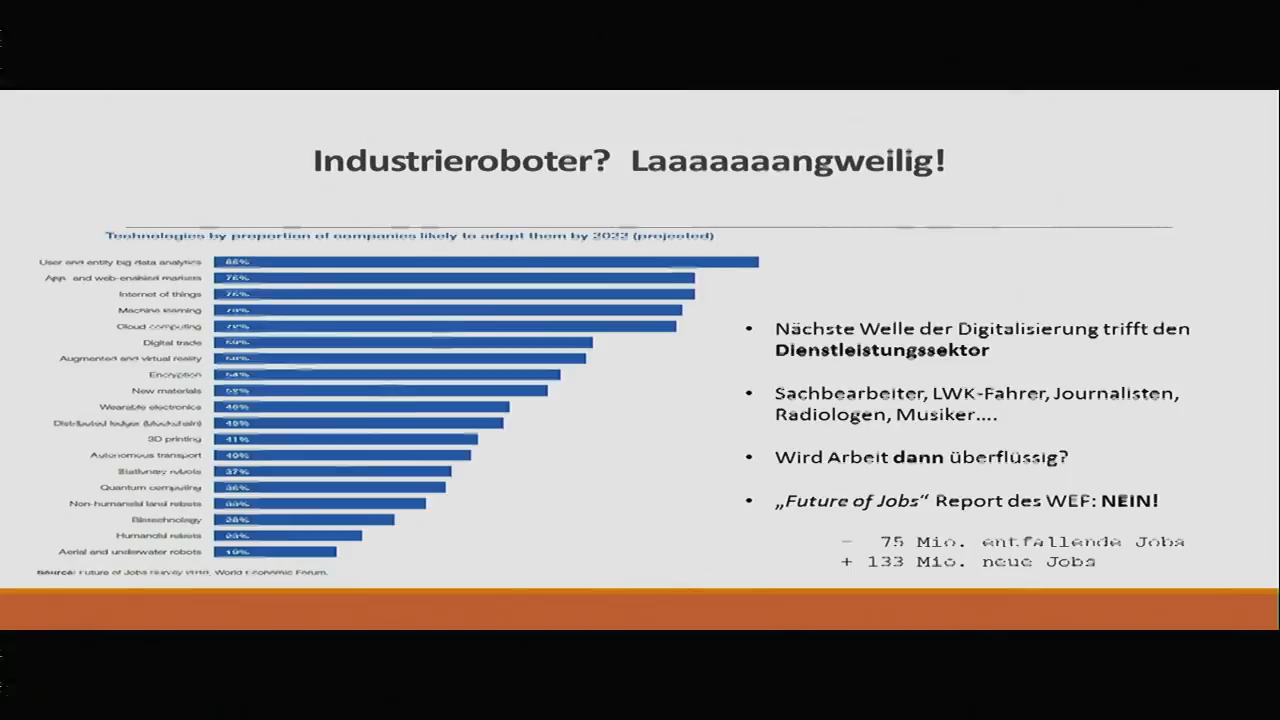 Industrieroboter? Laaaaaaangweilig!
Technologies by proportion of companies likely to adopt them by 2022 (projected)
User and entity big data analytics 85%
App- and web-enabled markets 75%
Internet of things 75%
Machine learning 73%
Cloud computing 72%
Digital trade 59%
Augmented and virtual reality 58%
Encryption 54%
New materials 52%
Wearable electronics 46%
Distributed ledger (blockchain) 45%
3D printing 41%
Autonomous transport 40%
Stationary robots 37%
Quantum computing 36%
Non-humanoid land robots 33%
Biotechnology 28%
Humanoid robots 23%
Aerial and underwater robots 19%
Source: Future of Jobs Survey 2018, World Economic Forum.
• Nächste Welle der Digitalisierung trifft den
Dienstleistungssektor
• Sachbearbeiter, LWK-Fahrer, Journalisten,
Radiologen, Musiker....
• Wird Arbeit dann überflüssig?
• „Future of Jobs“ Report des WEF: NEIN!
– 75 Mio. entfallende Jobs
+ 133 Mio. neue Jobs